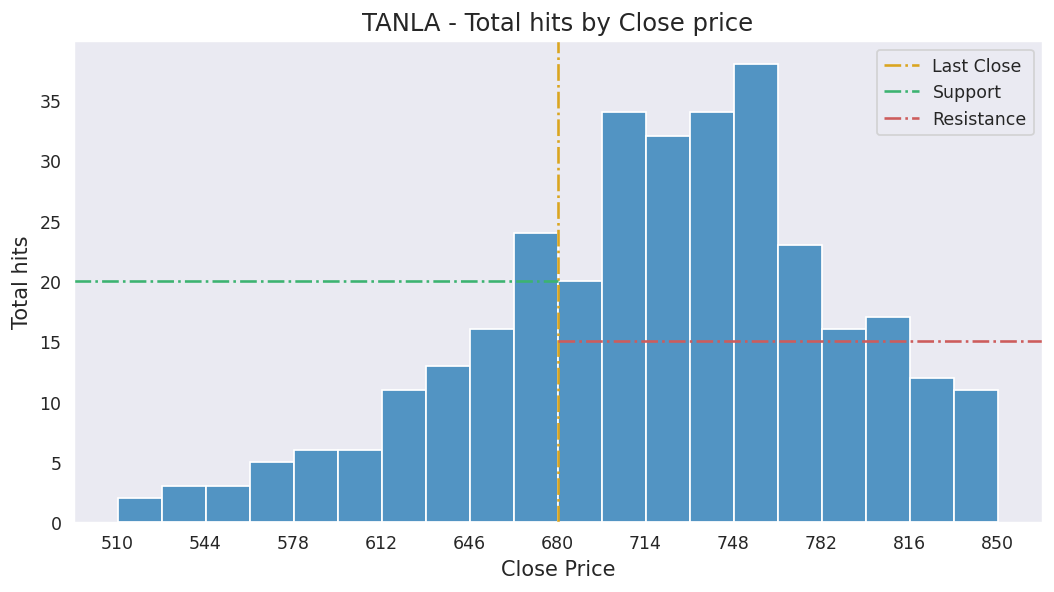 TANLA - Total hits by Close price
Last Close
Support
Resistance
Total hits
35
30
25
20
15
10
5
0
510 544 578 612 646 680 714 748 782 816 850
Close Price